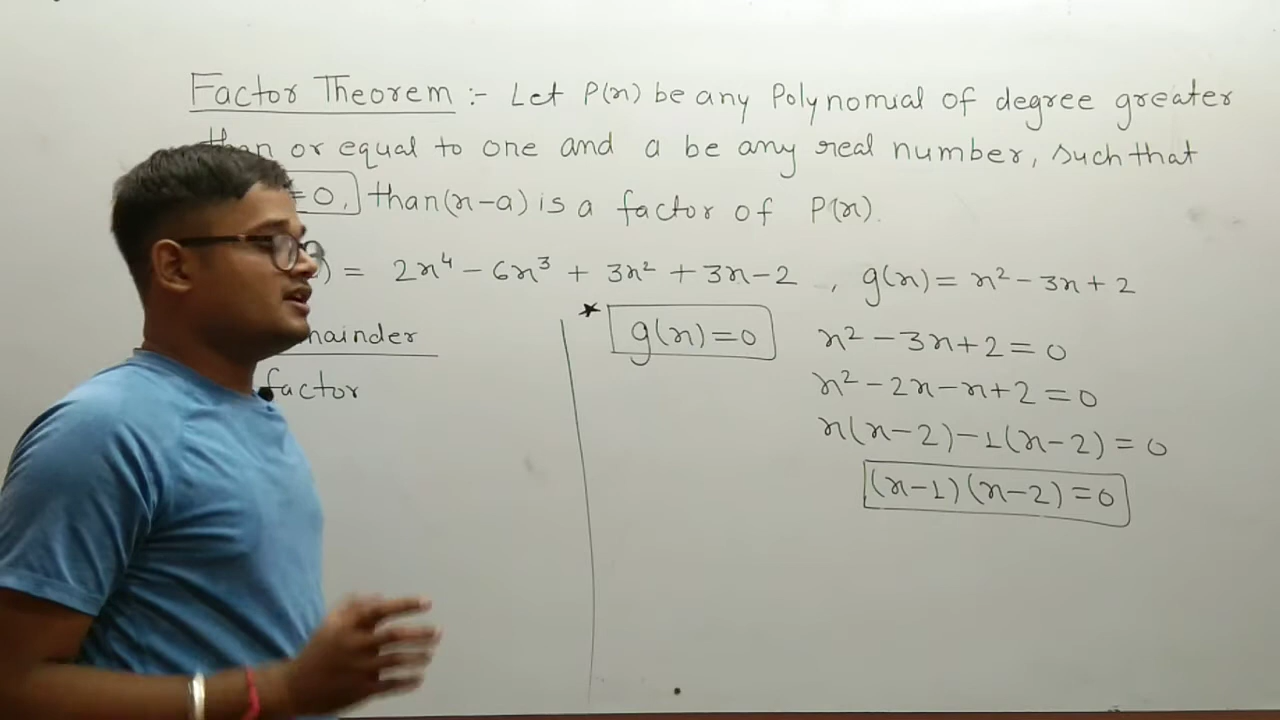 Factor Theorem :- Let P(x) be any Polynomial of degree greater
than or equal to one and a be any real number, such that
= 0, than (x-a) is a factor of P(x).
) = 2x⁴ - 6x³ + 3x² + 3x - 2 , g(x) = x² - 3x + 2
factor
* g(x) = 0
x² - 3x + 2 = 0
x² - 2x - x + 2 = 0
x(x-2) - 1(x-2) = 0
(x-1)(x-2) = 0